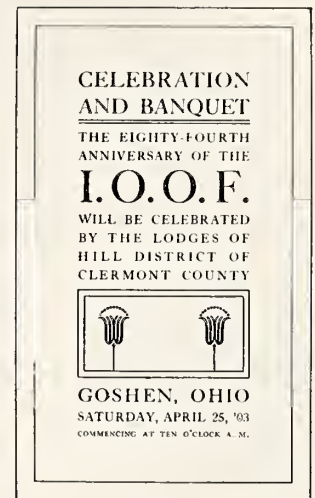 CELEBRATION
AND BANQUET
THE EIGHTY-FOURTH
ANNIVERSARY OF THE
I.O.O.F.
WILL BE CELEBRATED
BY THE LODGES OF
HILL DISTRICT OF
CLERMONT COUNTY
GOSHEN, OHIO
SATURDAY, APRIL 25, '03
COMMENCING AT TEN O'CLOCK A.M.